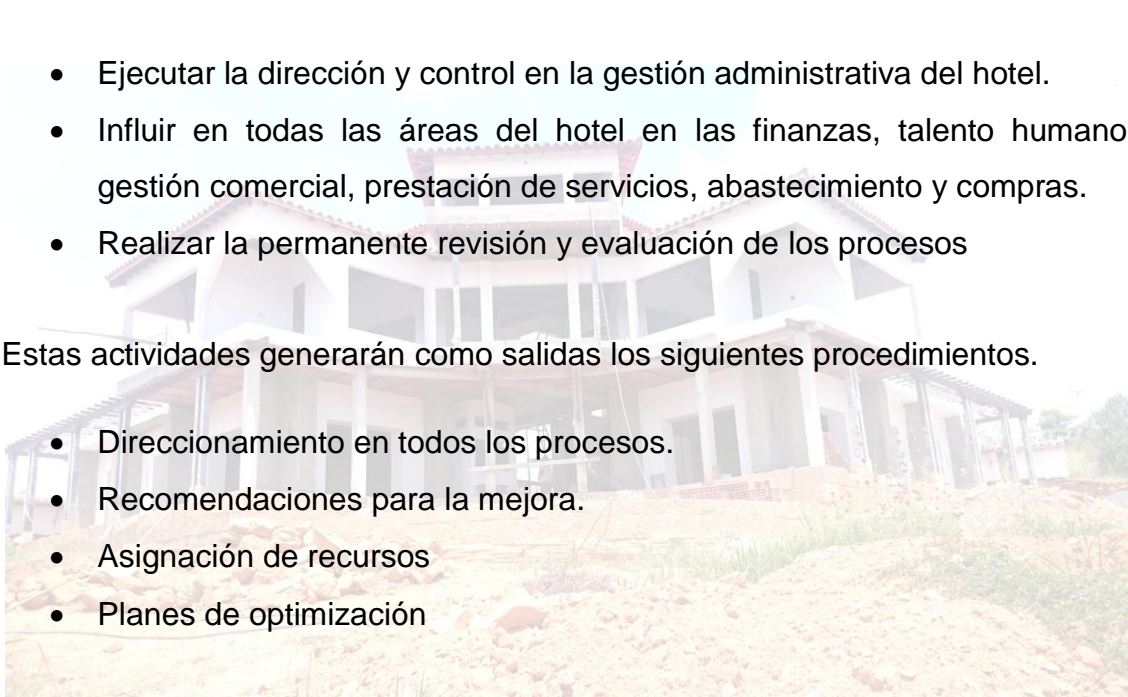 • Ejecutar la dirección y control en la gestión administrativa del hotel.
• Influir en todas las áreas del hotel en las finanzas, talento humano
gestión comercial, prestación de servicios, abastecimiento y compras.
• Realizar la permanente revisión y evaluación de los procesos
Estas actividades generarán como salidas los siguientes procedimientos.
• Direccionamiento en todos los procesos.
• Recomendaciones para la mejora.
• Asignación de recursos
• Planes de optimización